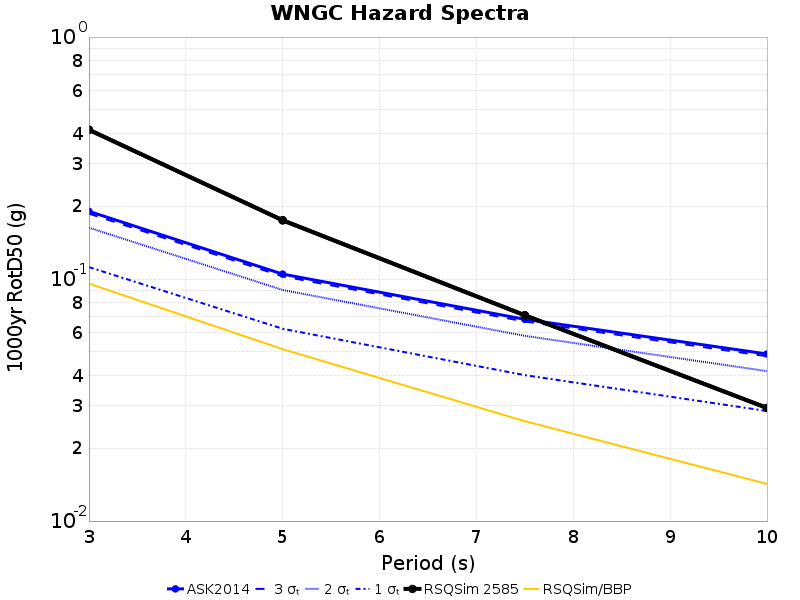 WNGC Hazard Spectra
10^0
8
6
4
3
2
10^-1
8
6
4
3
2
10^-2
1000yr RotD50 (g)
3 4 5 6 7 8 9 10
Period (s)
ASK2014 3 σₜ 2 σₜ 1 σₜ RSQSim 2585 RSQSim/BBP